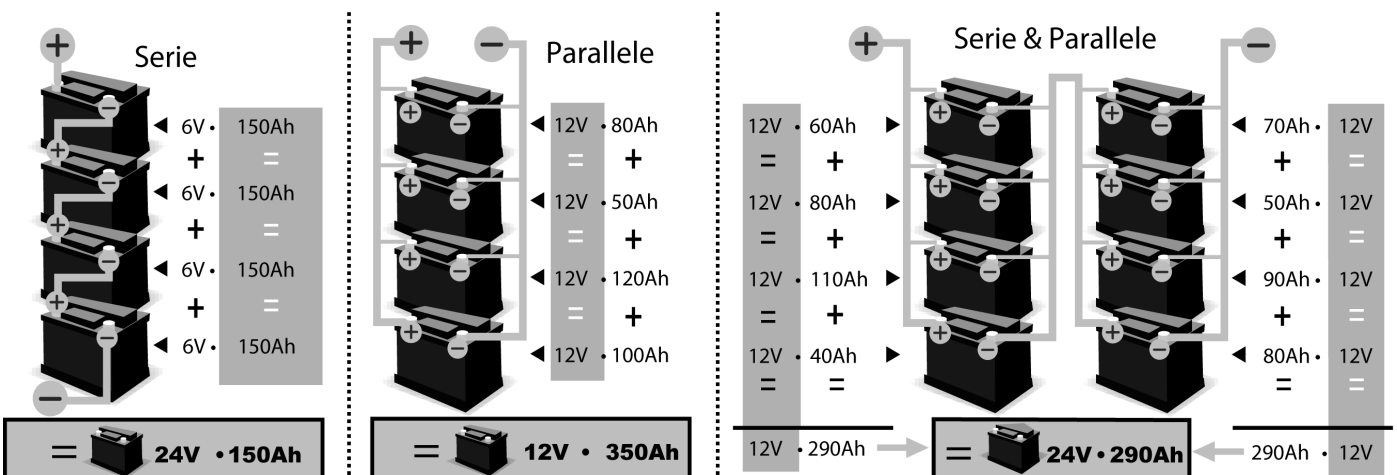 Serie
6V • 150Ah
+ =
6V • 150Ah
+ =
6V • 150Ah
+ =
6V • 150Ah
= 24V • 150Ah
Parallele
12V • 80Ah
= +
12V • 50Ah
= +
12V • 120Ah
= +
12V • 100Ah
= 12V • 350Ah
Serie & Parallele
12V • 60Ah
= +
12V • 80Ah
= +
12V • 110Ah
= +
12V • 40Ah
= =
12V • 290Ah
70Ah • 12V
+ =
50Ah • 12V
+ =
90Ah • 12V
+ =
80Ah • 12V
= =
290Ah • 12V
= 24V • 290Ah